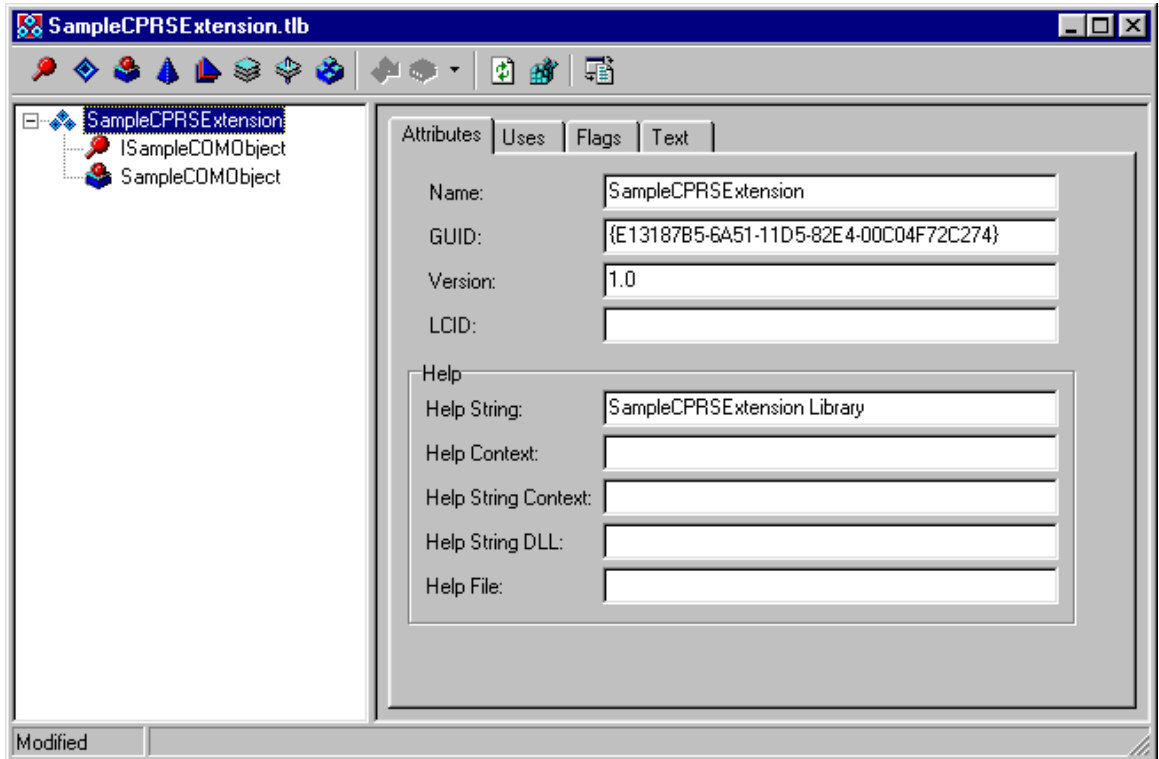 SampleCPRSExtension.tlb
SampleCPRSExtension
ISampleCOMObject
SampleCOMObject
Attributes Uses Flags Text
Name: SampleCPRSExtension
GUID: {E13187B5-6A51-11D5-82E4-00C04F72C274}
Version: 1.0
LCID:
Help
Help String: SampleCPRSExtension Library
Help Context:
Help String Context:
Help String DLL:
Help File:
Modified